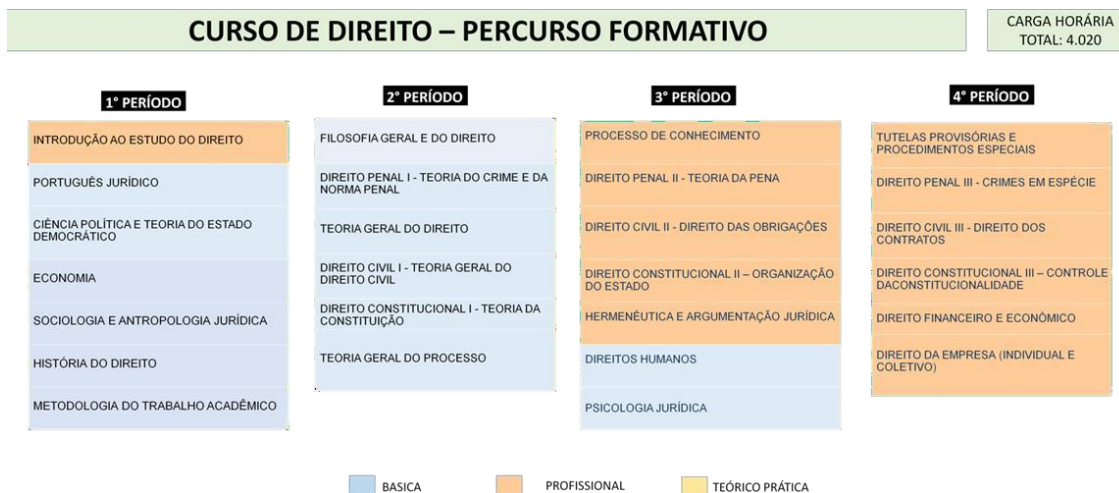 CURSO DE DIREITO – PERCURSO FORMATIVO
CARGA HORÁRIA
TOTAL: 4.020
1° PERÍODO
INTRODUÇÃO AO ESTUDO DO DIREITO
PORTUGUÊS JURÍDICO
CIÊNCIA POLÍTICA E TEORIA DO ESTADO
DEMOCRÁTICO
ECONOMIA
SOCIOLOGIA E ANTROPOLOGIA JURÍDICA
HISTÓRIA DO DIREITO
METODOLOGIA DO TRABALHO ACADÊMICO
2° PERÍODO
FILOSOFIA GERAL E DO DIREITO
DIREITO PENAL I - TEORIA DO CRIME E DA
NORMA PENAL
TEORIA GERAL DO DIREITO
DIREITO CIVIL I - TEORIA GERAL DO
DIREITO CIVIL
DIREITO CONSTITUCIONAL I - TEORIA DA
CONSTITUIÇÃO
TEORIA GERAL DO PROCESSO
3° PERÍODO
PROCESSO DE CONHECIMENTO
DIREITO PENAL II - TEORIA DA PENA
DIREITO CIVIL II - DIREITO DAS OBRIGAÇÕES
DIREITO CONSTITUCIONAL II – ORGANIZAÇÃO
DO ESTADO
HERMENÊUTICA E ARGUMENTAÇÃO JURÍDICA
DIREITOS HUMANOS
PSICOLOGIA JURÍDICA
4° PERÍODO
TUTELAS PROVISÓRIAS E
PROCEDIMENTOS ESPECIAIS
DIREITO PENAL III - CRIMES EM ESPÉCIE
DIREITO CIVIL III - DIREITO DOS
CONTRATOS
DIREITO CONSTITUCIONAL III – CONTROLE
DACONSTITUCIONALIDADE
DIREITO FINANCEIRO E ECONÔMICO
DIREITO DA EMPRESA (INDIVIDUAL E
COLETIVO)
BASICA
PROFISSIONAL
TEÓRICO PRÁTICA